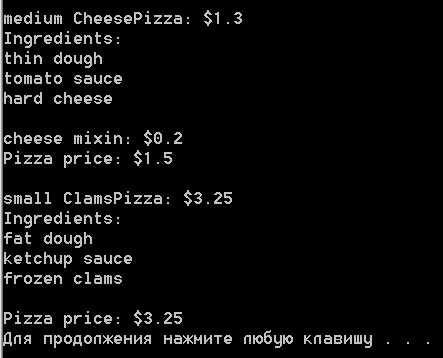 medium CheesePizza: $1.3
Ingredients:
thin dough
tomato sauce
hard cheese
cheese mixin: $0.2
Pizza price: $1.5
small ClamsPizza: $3.25
Ingredients:
fat dough
ketchup sauce
frozen clams
Pizza price: $3.25
Для продолжения нажмите любую клавишу . . .